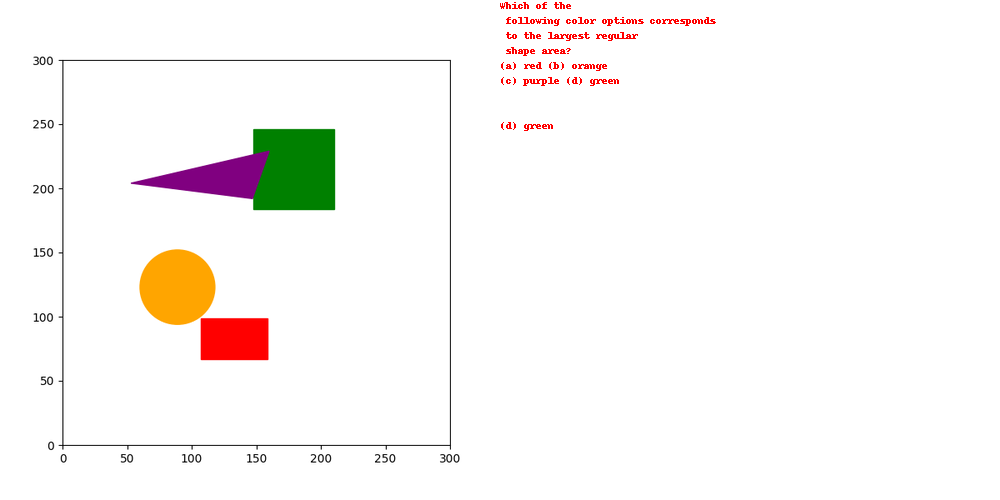 Which of the
following color options corresponds
to the largest regular
shape area?
(a) red (b) orange
(c) purple (d) green
(d) green
300
250
200
150
100
50
0
0 50 100 150 200 250 300